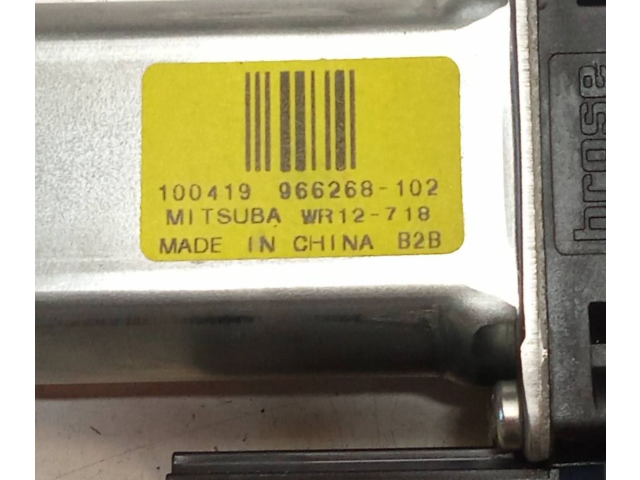 100419 966268-102
MITSUBA WR12-718
MADE IN CHINA B2B
brose